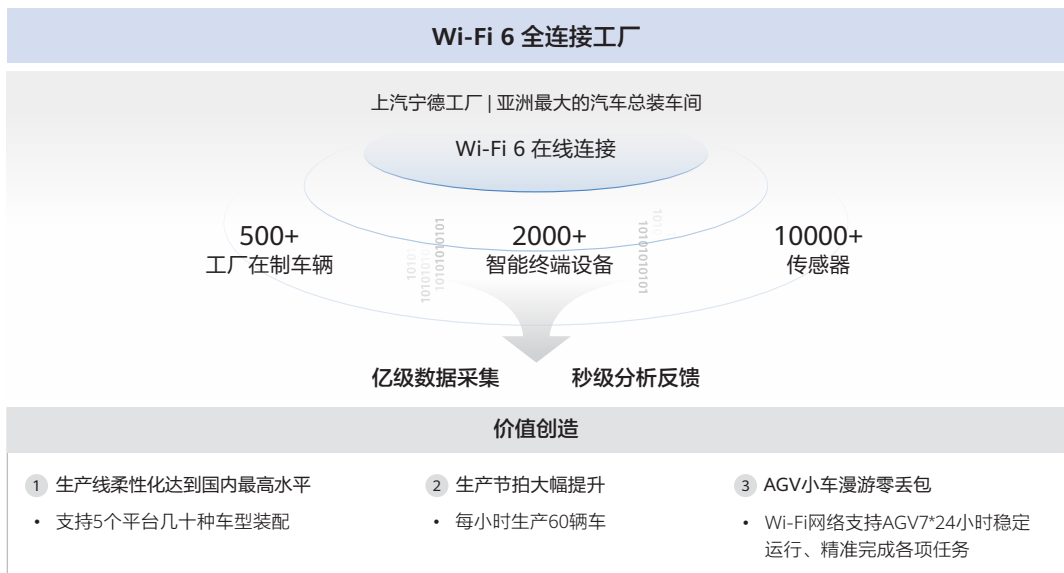 Wi-Fi 6 全连接工厂
上汽宁德工厂 | 亚洲最大的汽车总装车间
Wi-Fi 6 在线连接
500+
工厂在制车辆
2000+
智能终端设备
10000+
传感器
10101010101
10101010101
亿级数据采集
秒级分析反馈
价值创造
1 生产线柔性化达到国内最高水平
• 支持5个平台几十种车型装配
2 生产节拍大幅提升
• 每小时生产60辆车
3 AGV小车漫游零丢包
• Wi-Fi网络支持AGV7*24小时稳定
运行、精准完成各项任务